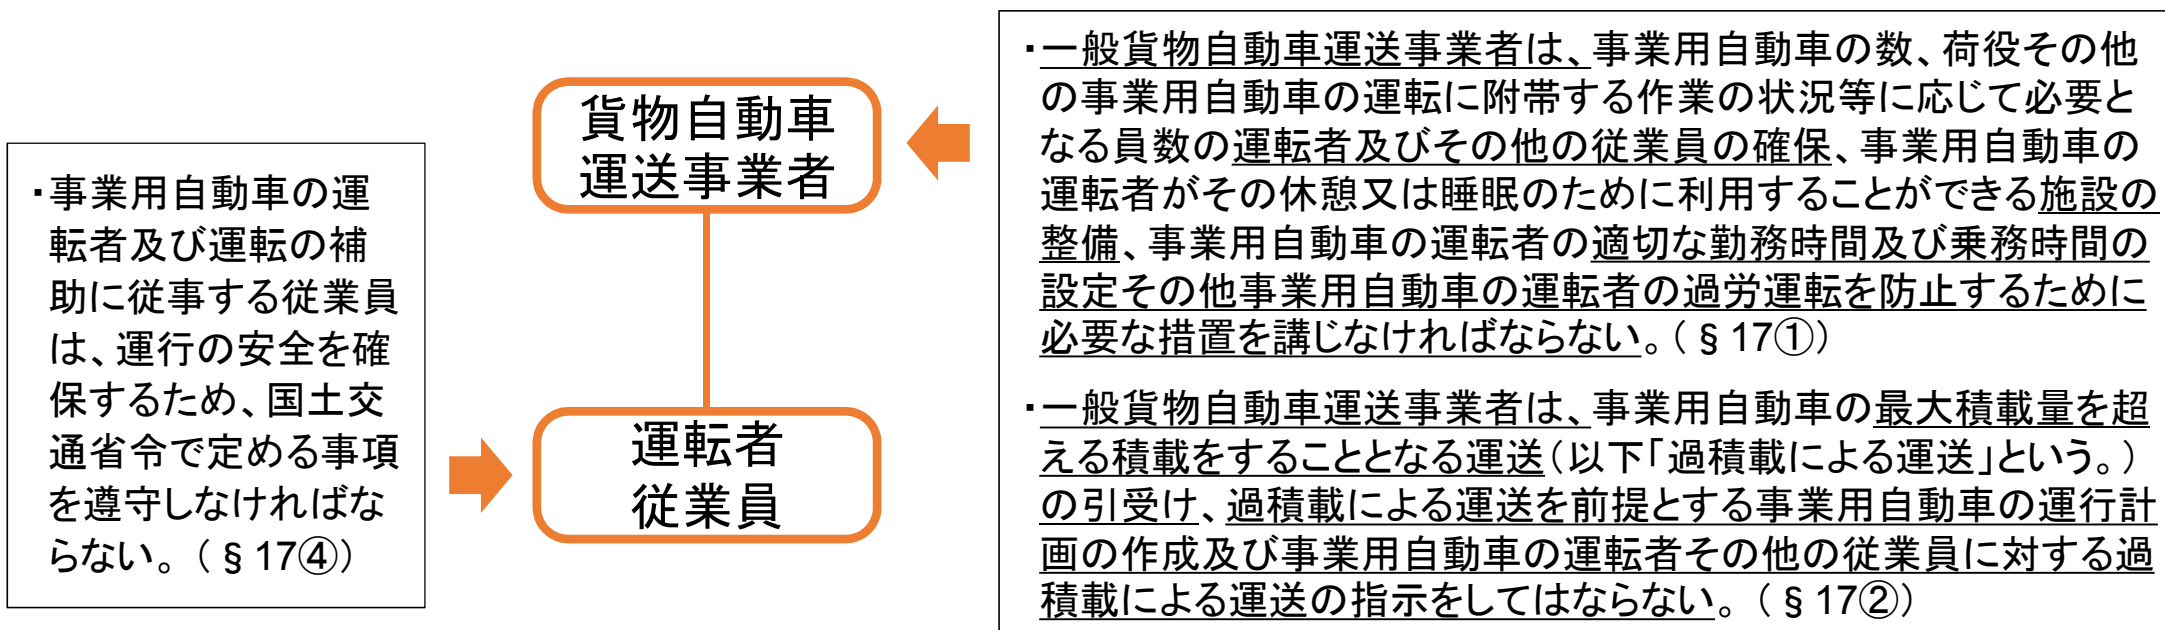 ・事業用自動車の運
転者及び運転の補
助に従事する従業員
は、運行の安全を確
保するため、国土交
通省令で定める事項
を遵守しなければな
らない。（§17④）
貨物自動車
運送事業者
運転者
従業員
・一般貨物自動車運送事業者は、事業用自動車の数、荷役その他
の事業用自動車の運転に附帯する作業の状況等に応じて必要と
なる員数の運転者及びその他の従業員の確保、事業用自動車の
運転者がその休憩又は睡眠のために利用することができる施設の
整備、事業用自動車の運転者の適切な勤務時間及び乗務時間の
設定その他事業用自動車の運転者の過労運転を防止するために
必要な措置を講じなければならない。（§17①）
・一般貨物自動車運送事業者は、事業用自動車の最大積載量を超
える積載をすることとなる運送（以下「過積載による運送」という。）
の引受け、過積載による運送を前提とする事業用自動車の運行計
画の作成及び事業用自動車の運転者その他の従業員に対する過
積載による運送の指示をしてはならない。（§17②）